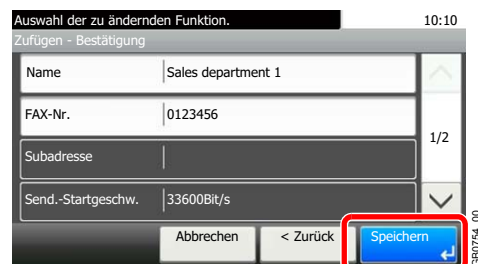 Auswahl der zu ändernden Funktion. 10:10
Zufügen - Bestätigung
Name Sales department 1
FAX-Nr. 0123456
1/2
Subadresse
Send.-Startgeschw. 33600Bit/s
Abbrechen < Zurück Speichern
GB0754_00